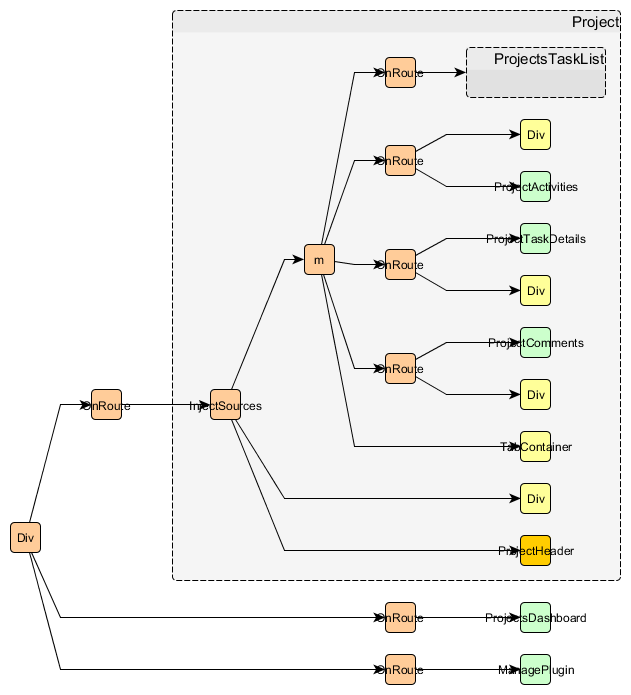 Project
OnRoute
ProjectsTaskList
Div
OnRoute
ProjectActivities
ProjectTaskDetails
m
OnRoute
Div
ProjectComments
OnRoute
Div
OnRoute
InjectSources
TabContainer
Div
Div
ProjectHeader
OnRoute
ProjectsDashboard
OnRoute
ManagePlugin